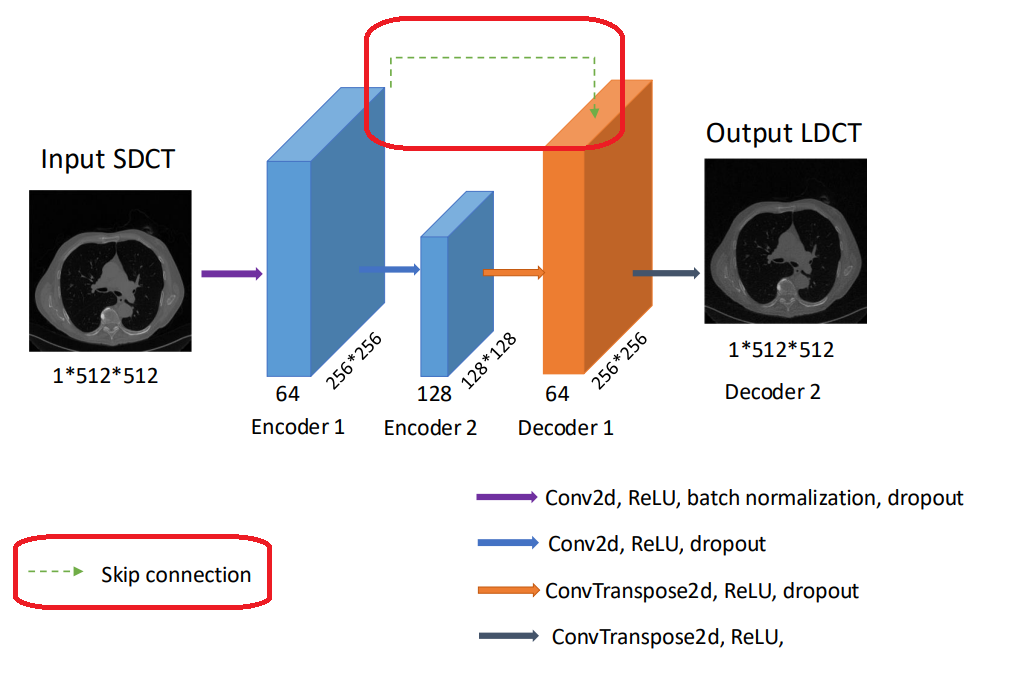 Input SDCT
Output LDCT
1*512*512
256*256
128*128
256*256
1*512*512
64
128
64
Decoder 2
Encoder 1
Encoder 2
Decoder 1
Conv2d, ReLU, batch normalization, dropout
Conv2d, ReLU, dropout
Skip connection
ConvTranspose2d, ReLU, dropout
ConvTranspose2d, ReLU,